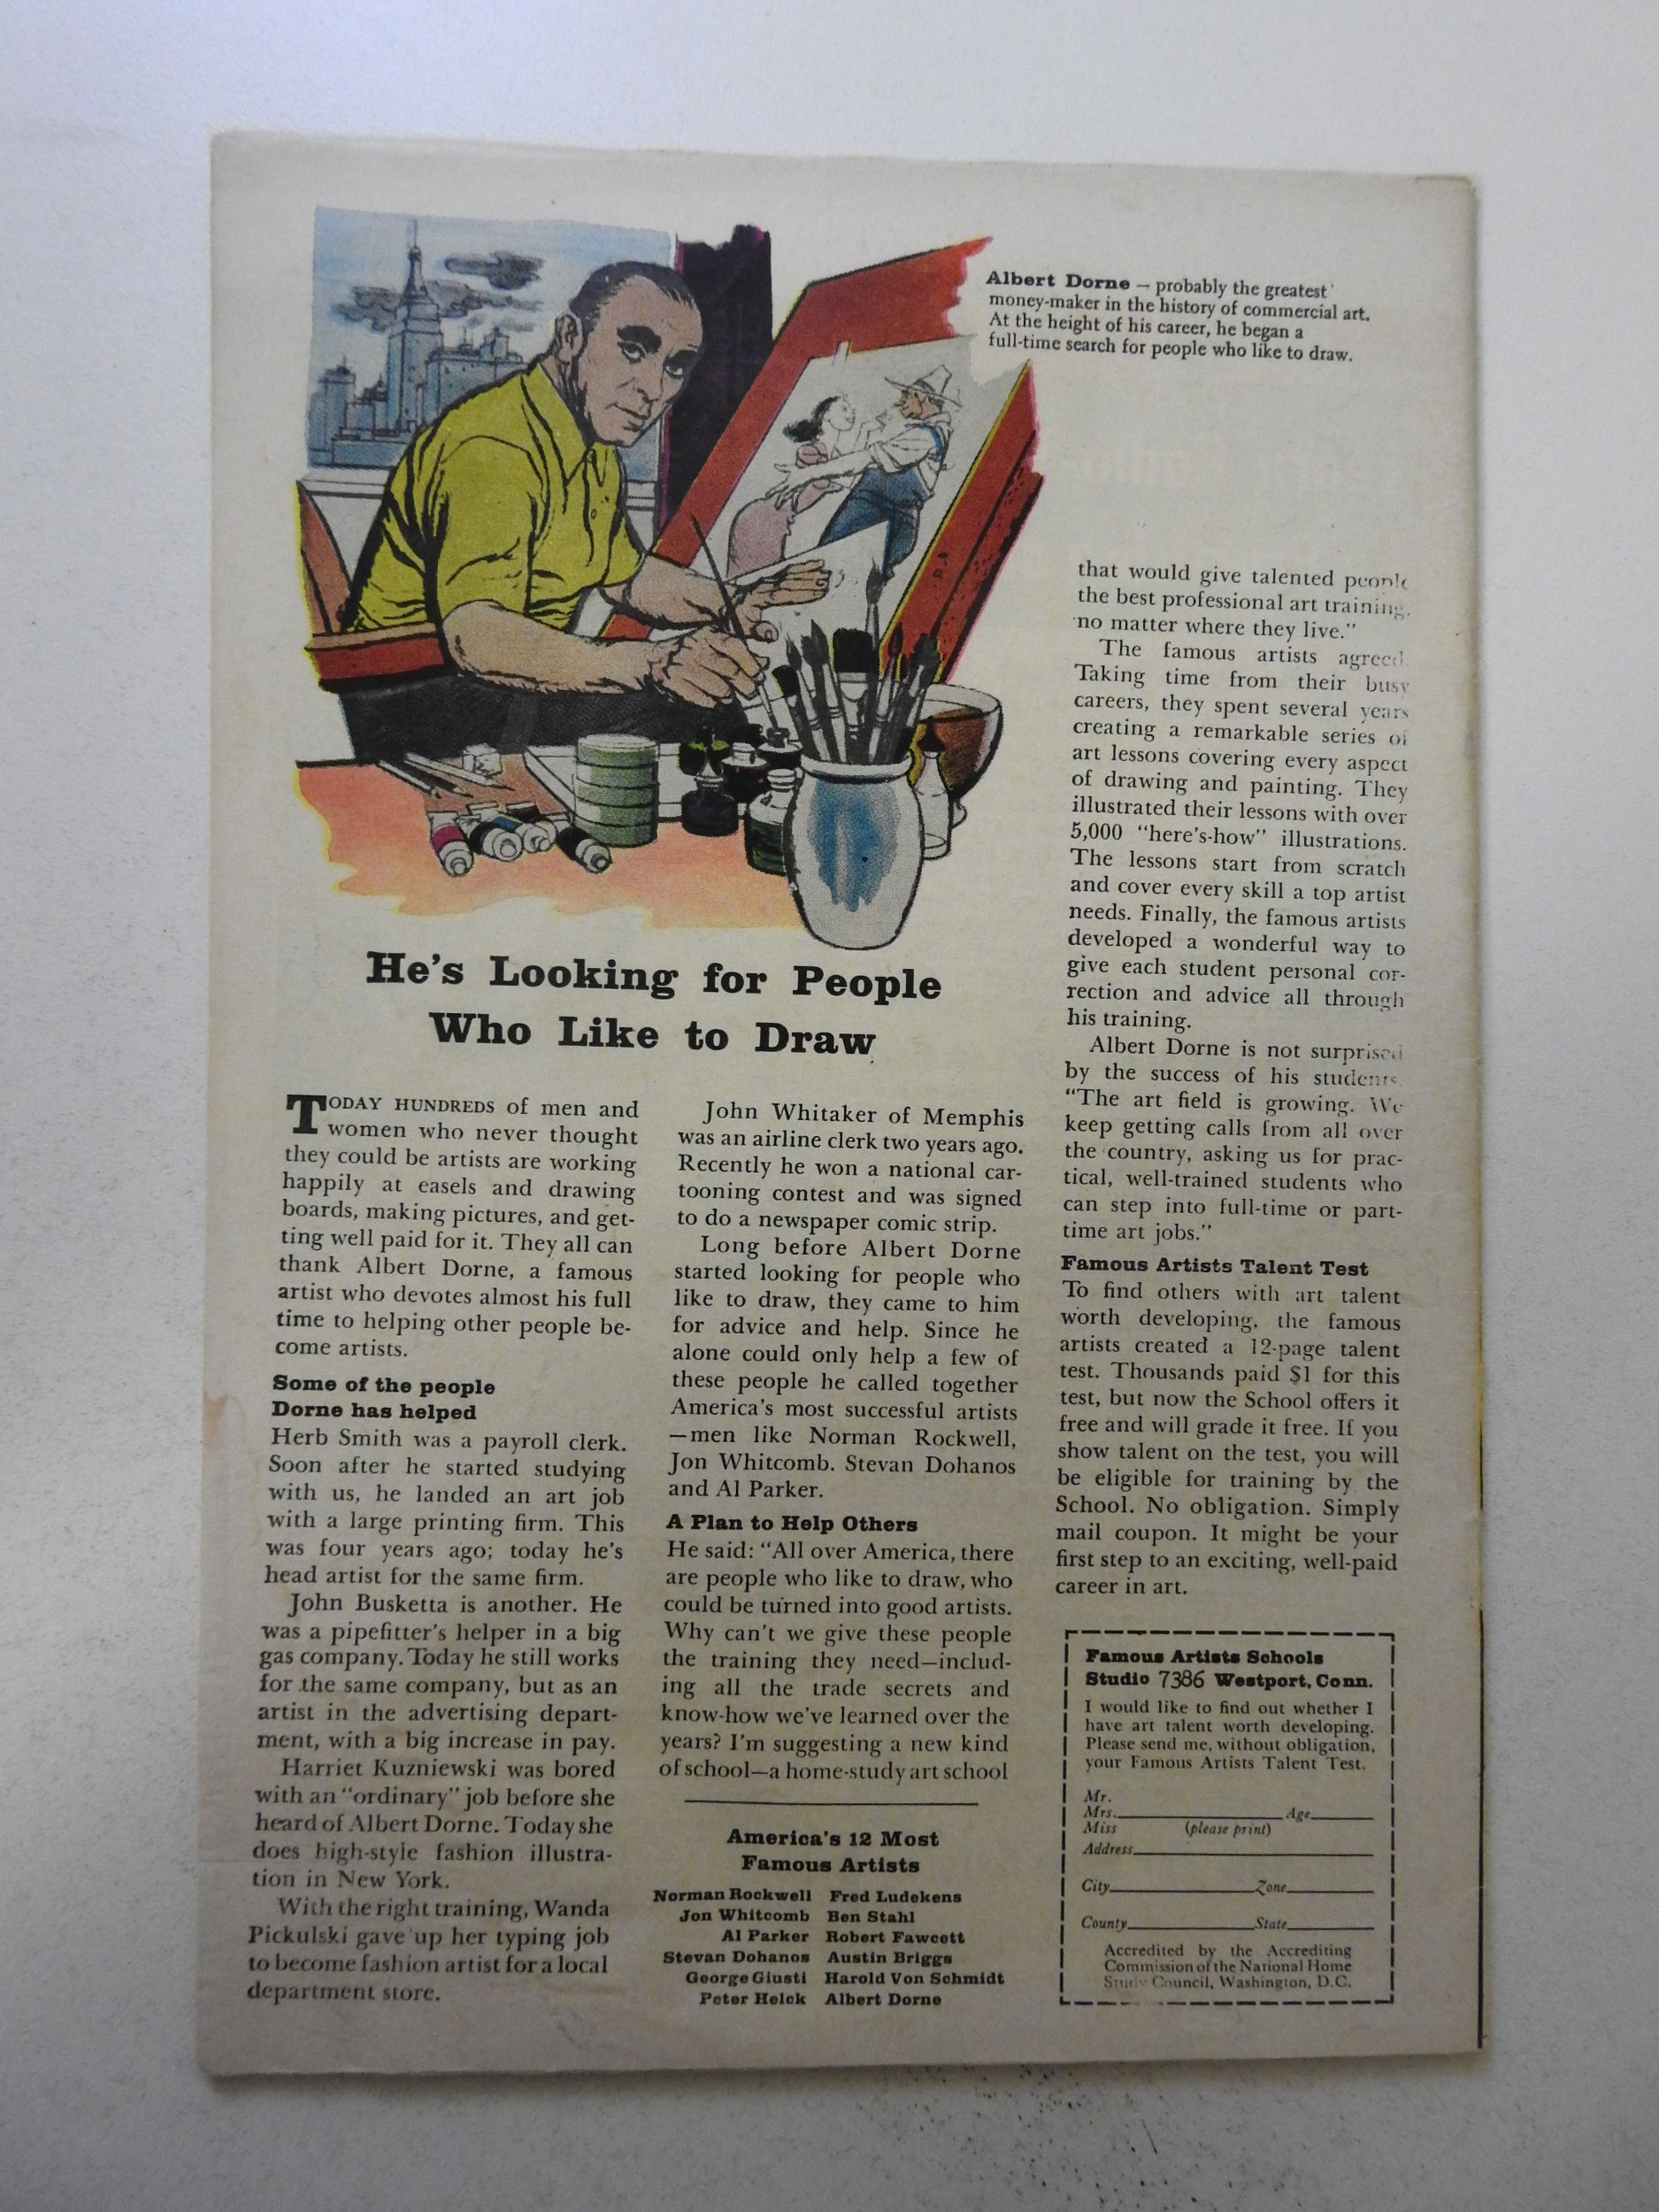 Albert Dorne — probably the greatest
money-maker in the history of commercial art.
At the height of his career, he began a
full-time search for people who like to draw.
He's Looking for People
Who Like to Draw
TODAY HUNDREDS of men and
women who never thought
they could be artists are working
happily at easels and drawing
boards, making pictures, and get-
ting well paid for it. They all can
thank Albert Dorne, a famous
artist who devotes almost his full
time to helping other people be-
come artists.
Some of the people
Dorne has helped
Herb Smith was a payroll clerk.
Soon after he started studying
with us, he landed an art job
with a large printing firm. This
was four years ago; today he's
head artist for the same firm.
John Busketta is another. He
was a pipefitter's helper in a big
gas company. Today he still works
for the same company, but as an
artist in the advertising depart-
ment, with a big increase in pay.
Harriet Kuzniewski was bored
with an "ordinary" job before she
heard of Albert Dorne. Today she
does high-style fashion illustra-
tion in New York.
With the right training, Wanda
Pickulski gave up her typing job
to become fashion artist for a local
department store.
John Whitaker of Memphis
was an airline clerk two years ago.
Recently he won a national car-
tooning contest and was signed
to do a newspaper comic strip.
Long before Albert Dorne
started looking for people who
like to draw, they came to him
for advice and help. Since he
alone could only help a few of
these people he called together
America's most successful artists
—men like Norman Rockwell,
Jon Whitcomb. Stevan Dohanos
and Al Parker.
A Plan to Help Others
He said: "All over America, there
are people who like to draw, who
could be turned into good artists.
Why can't we give these people
the training they need—includ-
ing all the trade secrets and
know-how we've learned over the
years? I'm suggesting a new kind
of school—a home-study art school
America's 12 Most
Famous Artists
Norman Rockwell Fred Ludekens
Jon Whitcomb Ben Stahl
Al Parker Robert Fawcett
Stevan Dohanos Austin Briggs
George Giusti Harold Von Schmidt
Peter Helck Albert Dorne
that would give talented people
the best professional art training,
no matter where they live."
The famous artists agreed.
Taking time from their busy
careers, they spent several years
creating a remarkable series of
art lessons covering every aspect
of drawing and painting. They
illustrated their lessons with over
5,000 "here's-how" illustrations.
The lessons start from scratch
and cover every skill a top artist
needs. Finally, the famous artists
developed a wonderful way to
give each student personal cor-
rection and advice all through
his training.
Albert Dorne is not surprised
by the success of his students.
"The art field is growing. We
keep getting calls from all over
the country, asking us for prac-
tical, well-trained students who
can step into full-time or part-
time art jobs."
Famous Artists Talent Test
To find others with art talent
worth developing, the famous
artists created a 12-page talent
test. Thousands paid $1 for this
test, but now the School offers it
free and will grade it free. If you
show talent on the test, you will
be eligible for training by the
School. No obligation. Simply
mail coupon. It might be your
first step to an exciting, well-paid
career in art.
Famous Artists Schools
Studio 7386 Westport, Conn.
I would like to find out whether I
have art talent worth developing.
Please send me, without obligation,
your Famous Artists Talent Test.
Mr.
Mrs. Age
Miss (please print)
Address
City Zone
County State
Accredited by the Accrediting
Commission of the National Home
Study Council, Washington, D.C.